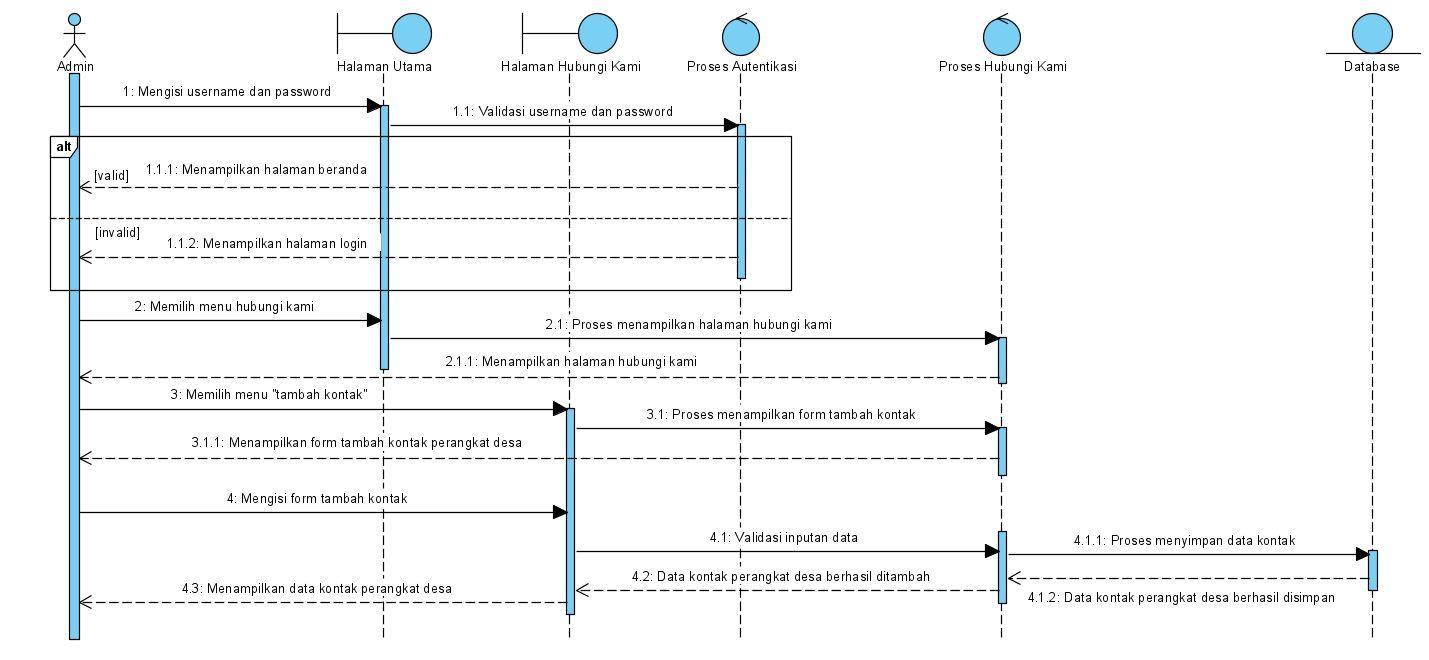 Admin
Halaman Utama
Halaman Hubungi Kami
Proses Autentikasi
Proses Hubungi Kami
Database
1: Mengisi username dan password
1.1: Validasi username dan password
alt
[valid]
1.1.1: Menampilkan halaman beranda
[invalid]
1.1.2: Menampilkan halaman login
2: Memilih menu hubungi kami
2.1: Proses menampilkan halaman hubungi kami
2.1.1: Menampilkan halaman hubungi kami
3: Memilih menu "tambah kontak"
3.1: Proses menampilkan form tambah kontak
3.1.1: Menampilkan form tambah kontak perangkat desa
4: Mengisi form tambah kontak
4.1: Validasi inputan data
4.1.1: Proses menyimpan data kontak
4.2: Data kontak perangkat desa berhasil ditambah
4.3: Menampilkan data kontak perangkat desa
4.1.2: Data kontak perangkat desa berhasil disimpan